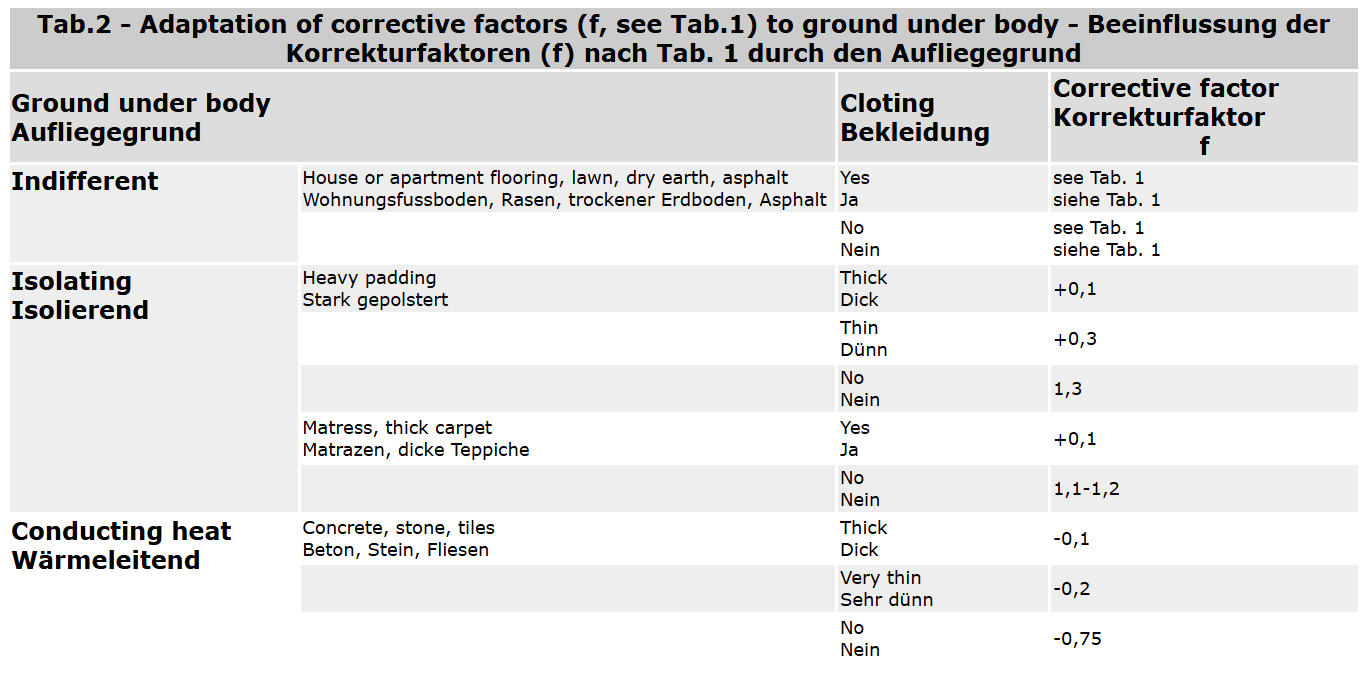 Tab.2 - Adaptation of corrective factors (f, see Tab.1) to ground under body - Beeinflussung der
Korrekturfaktoren (f) nach Tab. 1 durch den Aufliegegrund
Ground under body
Aufliegegrund
Cloting
Bekleidung
Corrective factor
Korrekturfaktor
f
Indifferent
House or apartment flooring, lawn, dry earth, asphalt
Wohnungsfussboden, Rasen, trockener Erdboden, Asphalt
Yes
Ja
see Tab. 1
siehe Tab. 1
No
Nein
see Tab. 1
siehe Tab. 1
Isolating
Isolierend
Heavy padding
Stark gepolstert
Thick
Dick
+0,1
Thin
Dünn
+0,3
No
Nein
1,3
Matress, thick carpet
Matrazen, dicke Teppiche
Yes
Ja
+0,1
No
Nein
1,1-1,2
Conducting heat
Wärmeleitend
Concrete, stone, tiles
Beton, Stein, Fliesen
Thick
Dick
-0,1
Very thin
Sehr dünn
-0,2
No
Nein
-0,75